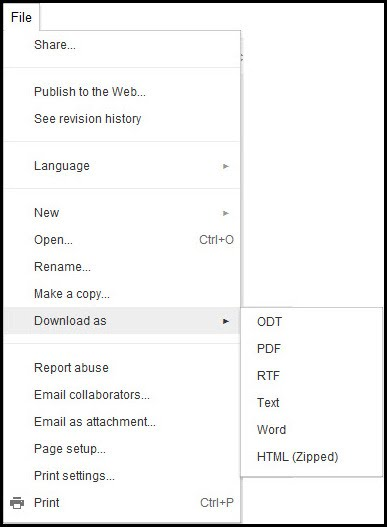 File
Share...
Publish to the Web...
See revision history
Language
New
Open... Ctrl+O
Rename...
Make a copy...
Download as
ODT
PDF
RTF
Text
Word
HTML (Zipped)
Report abuse
Email collaborators...
Email as attachment...
Page setup...
Print settings...
Print Ctrl+P